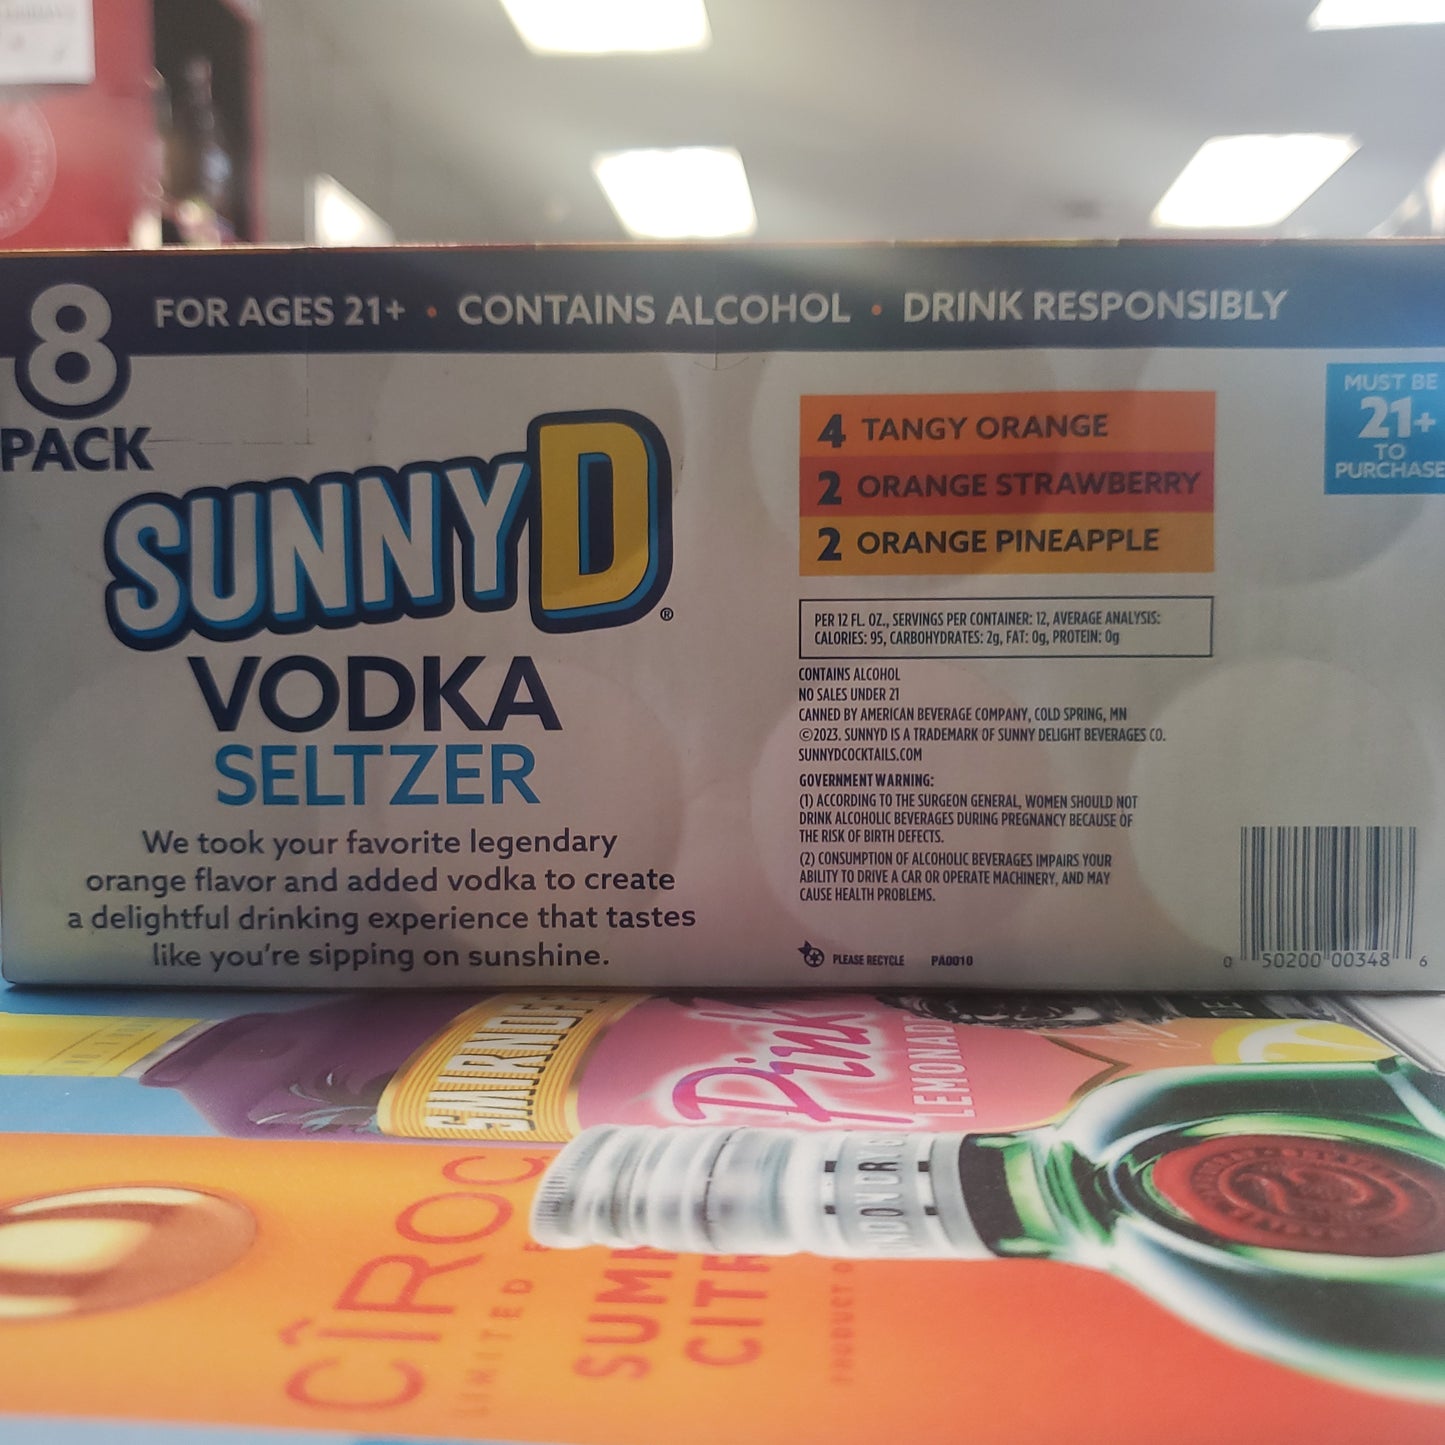 8
PACK
FOR AGES 21+ • CONTAINS ALCOHOL • DRINK RESPONSIBLY
SUNNYD®
VODKA
SELTZER
We took your favorite legendary
orange flavor and added vodka to create
a delightful drinking experience that tastes
like you're sipping on sunshine.
4 TANGY ORANGE
2 ORANGE STRAWBERRY
2 ORANGE PINEAPPLE
MUST BE
21+
TO
PURCHASE
PER 12 FL. OZ., SERVINGS PER CONTAINER: 12, AVERAGE ANALYSIS:
CALORIES: 95, CARBOHYDRATES: 2g, FAT: 0g, PROTEIN: 0g
CONTAINS ALCOHOL
NO SALES UNDER 21
CANNED BY AMERICAN BEVERAGE COMPANY, COLD SPRING, MN
©2023. SUNNYD IS A TRADEMARK OF SUNNY DELIGHT BEVERAGES CO.
SUNNYDCOCKTAILS.COM
GOVERNMENT WARNING:
(1) ACCORDING TO THE SURGEON GENERAL, WOMEN SHOULD NOT
DRINK ALCOHOLIC BEVERAGES DURING PREGNANCY BECAUSE OF
THE RISK OF BIRTH DEFECTS.
(2) CONSUMPTION OF ALCOHOLIC BEVERAGES IMPAIRS YOUR
ABILITY TO DRIVE A CAR OR OPERATE MACHINERY, AND MAY
CAUSE HEALTH PROBLEMS.
PLEASE RECYCLE PA0010
0 50200 00348 6
SMIRNOFF
Pink
LEMONAD
CÎROC
LIMITED
SUMM
CITR
PRODUCT O